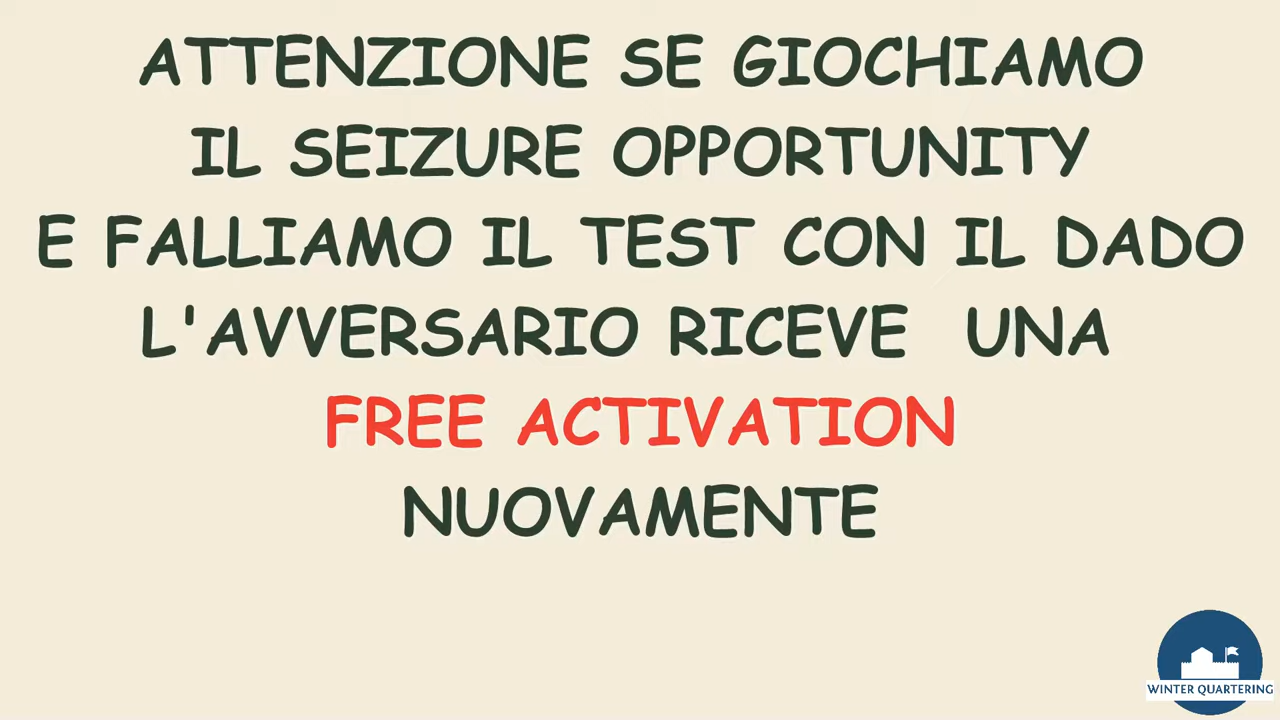 ATTENZIONE SE GIOCHIAMO
IL SEIZURE OPPORTUNITY
E FALLIAMO IL TEST CON IL DADO
L'AVVERSARIO RICEVE UNA
FREE ACTIVATION
NUOVAMENTE
WINTER QUARTERING